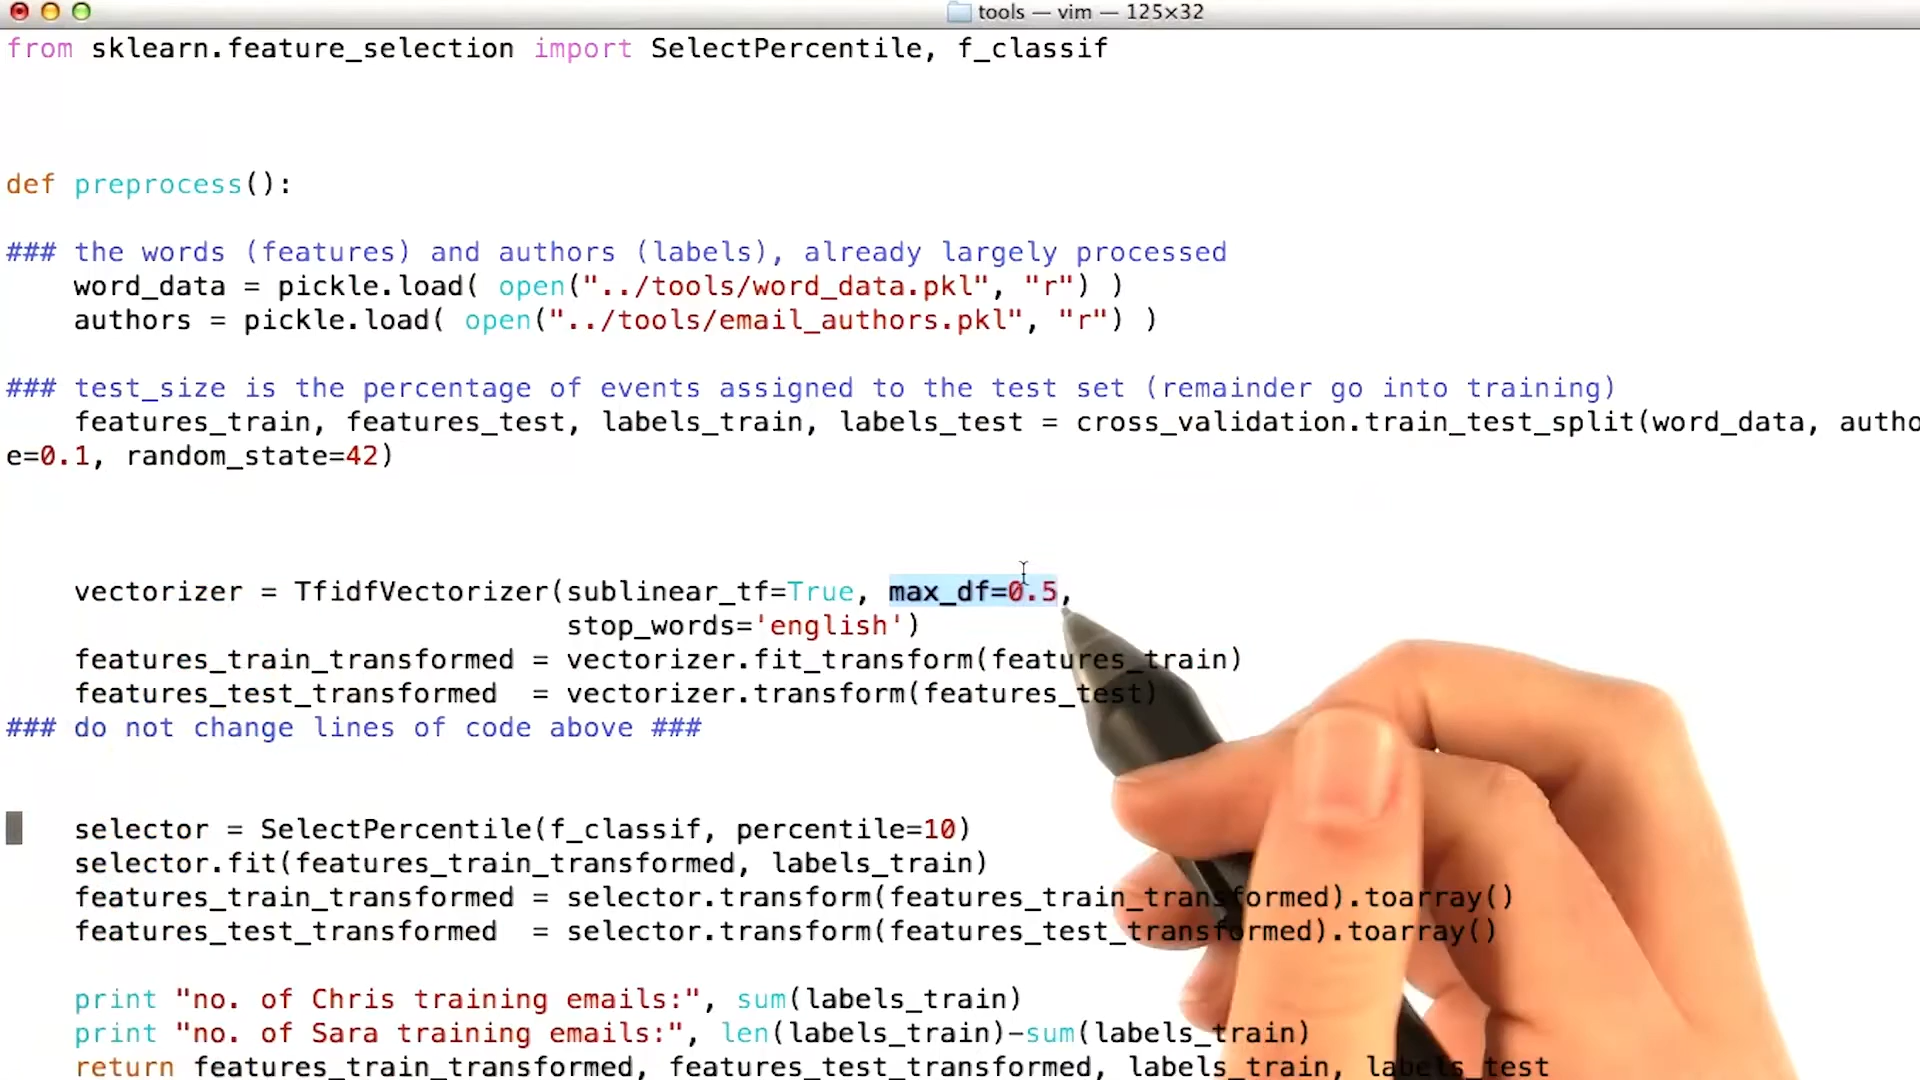 tools — vim — 125×32
from sklearn.feature_selection import SelectPercentile, f_classif
def preprocess():
### the words (features) and authors (labels), already largely processed
    word_data = pickle.load( open("../tools/word_data.pkl", "r") )
    authors = pickle.load( open("../tools/email_authors.pkl", "r") )
### test_size is the percentage of events assigned to the test set (remainder go into training)
    features_train, features_test, labels_train, labels_test = cross_validation.train_test_split(word_data, autho
e=0.1, random_state=42)
    vectorizer = TfidfVectorizer(sublinear_tf=True, max_df=0.5,
                                 stop_words='english')
    features_train_transformed = vectorizer.fit_transform(features_train)
    features_test_transformed  = vectorizer.transform(features_test)
### do not change lines of code above ###
    selector = SelectPercentile(f_classif, percentile=10)
    selector.fit(features_train_transformed, labels_train)
    features_train_transformed = selector.transform(features_train_transformed).toarray()
    features_test_transformed  = selector.transform(features_test_transformed).toarray()
    print "no. of Chris training emails:", sum(labels_train)
    print "no. of Sara training emails:", len(labels_train)-sum(labels_train)
    return features_train_transformed, features_test_transformed, labels_train, labels_test